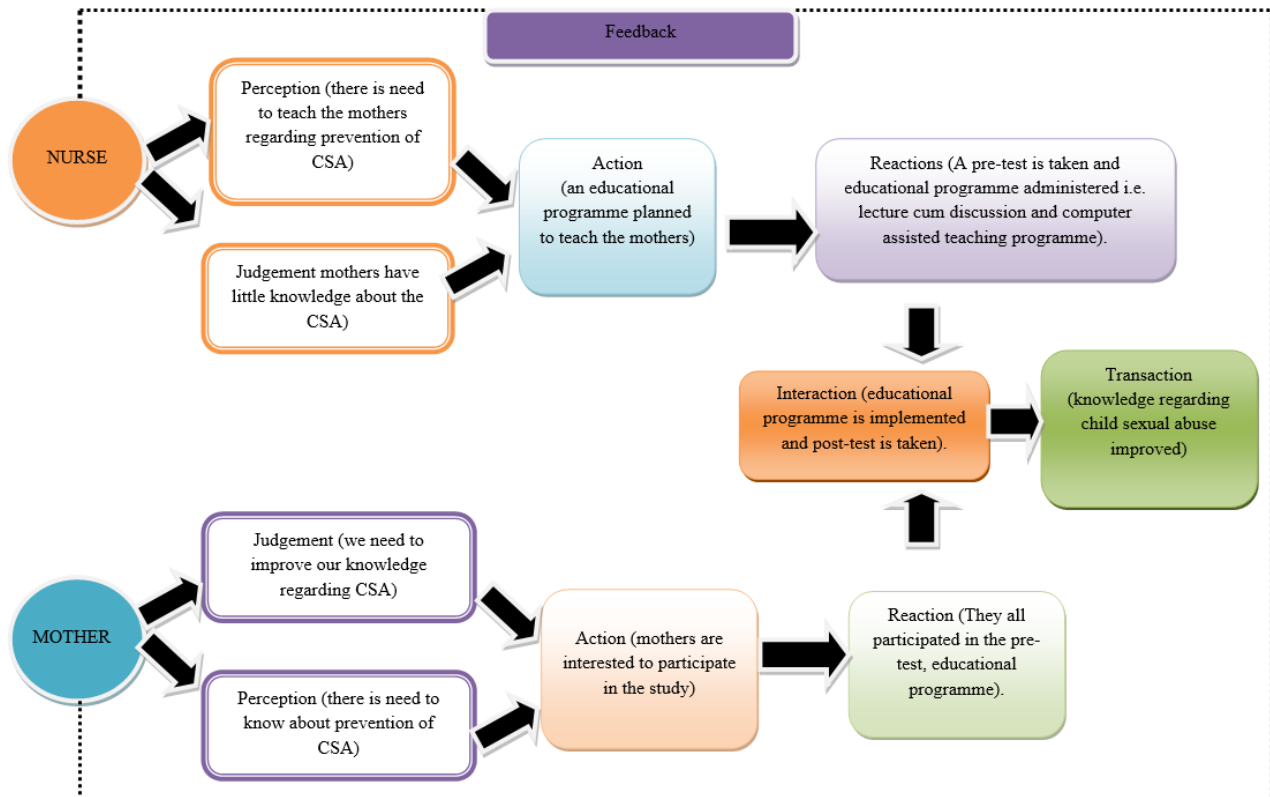 Feedback
NURSE
Perception (there is need
to teach the mothers
regarding prevention of
CSA)
Judgement mothers have
little knowledge about the
CSA)
Action
(an educational
programme planned
to teach the mothers)
Reactions (A pre-test is taken and
educational programme administered i.e.
lecture cum discussion and computer
assisted teaching programme).
Interaction (educational
programme is implemented
and post-test is taken).
Transaction
(knowledge regarding
child sexual abuse
improved)
MOTHER
Judgement (we need to
improve our knowledge
regarding CSA)
Perception (there is need to
know about prevention of
CSA)
Action (mothers are
interested to participate
in the study)
Reaction (They all
participated in the pre-
test, educational
programme).